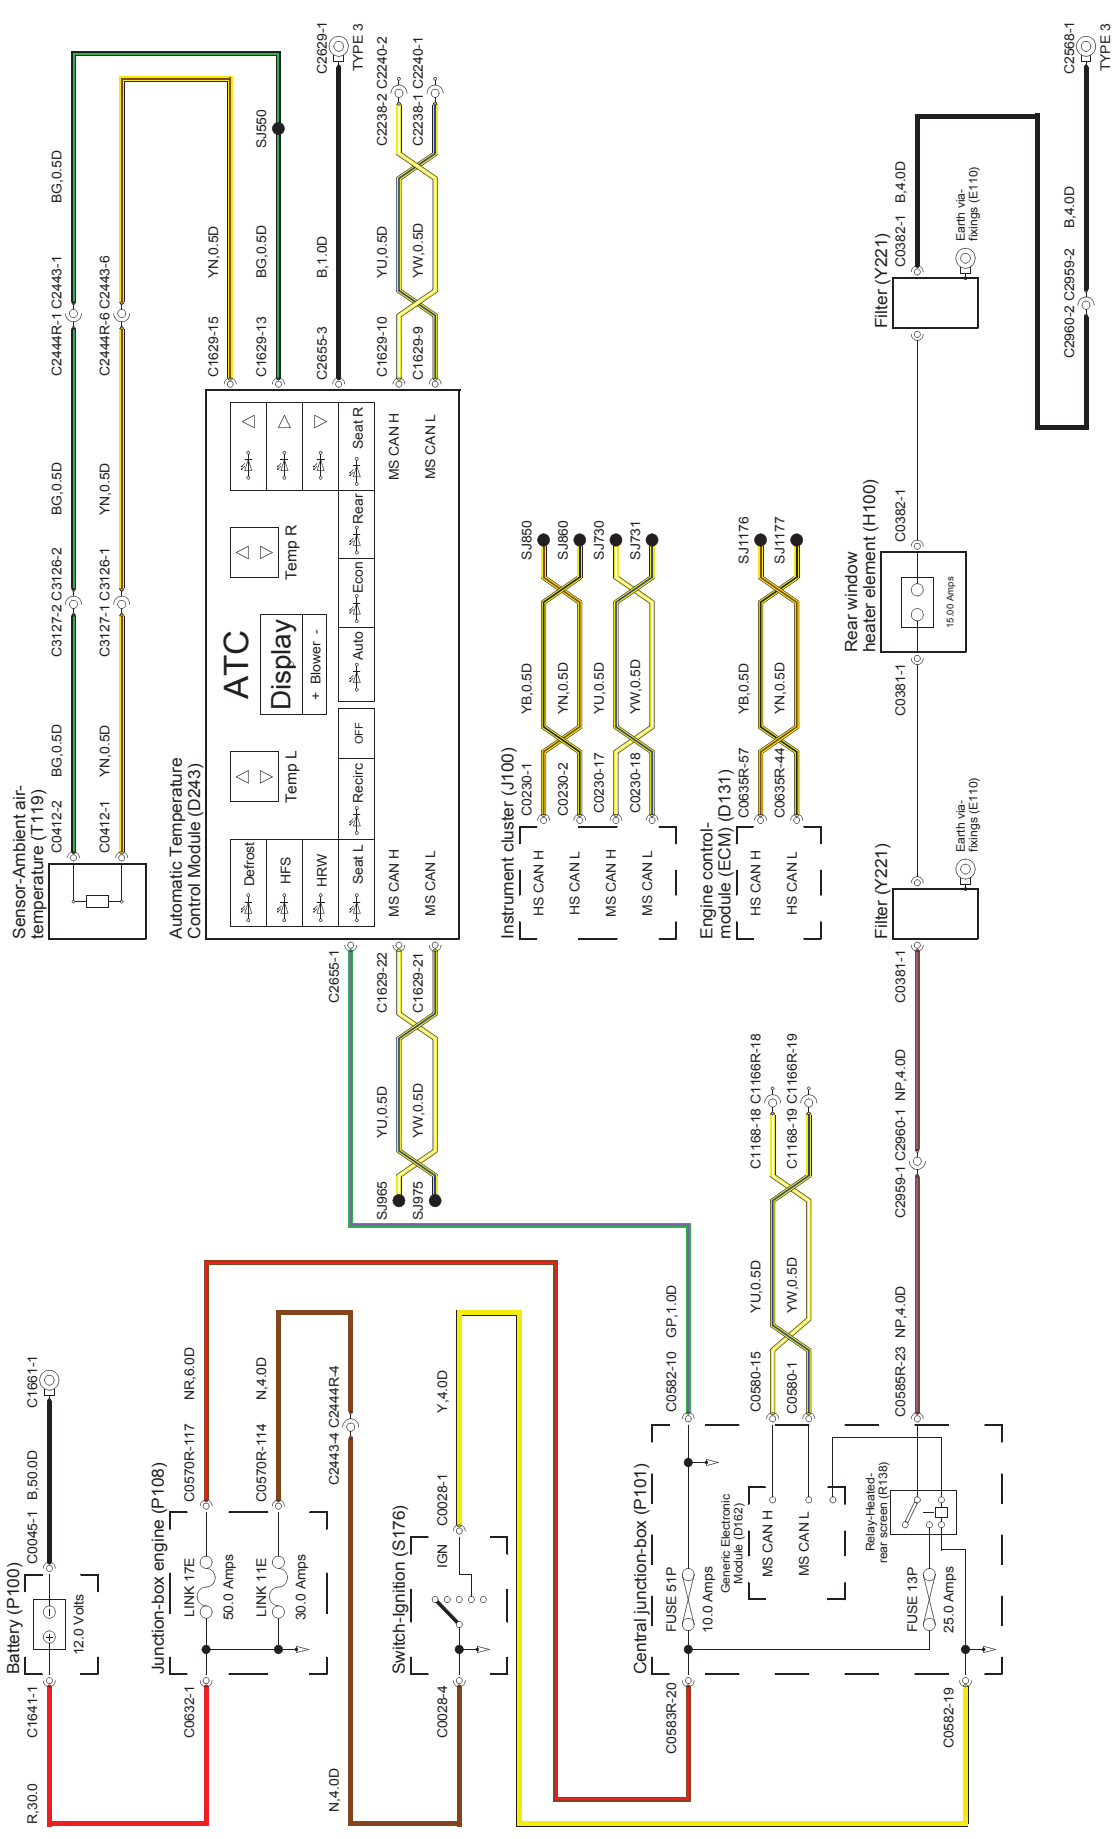 Battery (P100)
C1641-1
R,30.0
12.0 Volts
C0045-1
B,50.0D
C1661-1
Junction-box engine (P108)
C0632-1
LINK 17E
50.0 Amps
LINK 11E
30.0 Amps
C0570R-117
NR,6.0D
C0570R-114
N,4.0D
C2443-4
C2444R-4
Switch-Ignition (S176)
C0028-4
N,4.0D
IGN
C0028-1
Y,4.0D
Central junction-box (P101)
C0583R-20
C0582-19
FUSE 51P
10.0 Amps
Generic Electronic
Module (D162)
MS CAN H
MS CAN L
Relay-Heated-
rear screen (R138)
FUSE 13P
25.0 Amps
C0582-10
GP,1.0D
C0580-15
YU,0.5D
C0580-1
YW,0.5D
C1168-18
C1166R-18
C1168-19
C1166R-19
C0585R-23
NP,4.0D
C2959-1
C2960-1
NP,4.0D
C0381-1
Sensor-Ambient air-
temperature (T119)
C0412-2
BG,0.5D
C3127-2
C3126-2
BG,0.5D
C2444R-1
C2443-1
BG,0.5D
C0412-1
YN,0.5D
C3127-1
C3126-1
YN,0.5D
C2444R-6
C2443-6
Automatic Temperature
Control Module (D243)
ATC
Display
+ Blower -
Temp L
Temp R
Defrost
HFS
HRW
Seat L
Recirc
OFF
Auto
Econ
Rear
Seat R
MS CAN H
MS CAN L
MS CAN H
MS CAN L
C2655-1
C1629-22
YU,0.5D
SJ965
C1629-21
YW,0.5D
SJ975
C1629-15
YN,0.5D
C1629-13
BG,0.5D
SJ550
C2655-3
B,1.0D
C2629-1
TYPE 3
C1629-10
YU,0.5D
C2238-2
C2240-2
C1629-9
YW,0.5D
C2238-1
C2240-1
Instrument cluster (J100)
HS CAN H
HS CAN L
MS CAN H
MS CAN L
C0230-1
YB,0.5D
SJ850
C0230-2
YN,0.5D
SJ860
C0230-17
YU,0.5D
SJ730
C0230-18
YW,0.5D
SJ731
Engine control-
module (ECM) (D131)
HS CAN H
HS CAN L
C0635R-57
YB,0.5D
SJ1176
C0635R-44
YN,0.5D
SJ1177
Filter (Y221)
Earth via-
fixings (E110)
Rear window
heater element (H100)
C0381-1
15.00 Amps
C0382-1
Filter (Y221)
C0382-1
B,4.0D
Earth via-
fixings (E110)
C2960-2
C2959-2
B,4.0D
C2568-1
TYPE 3